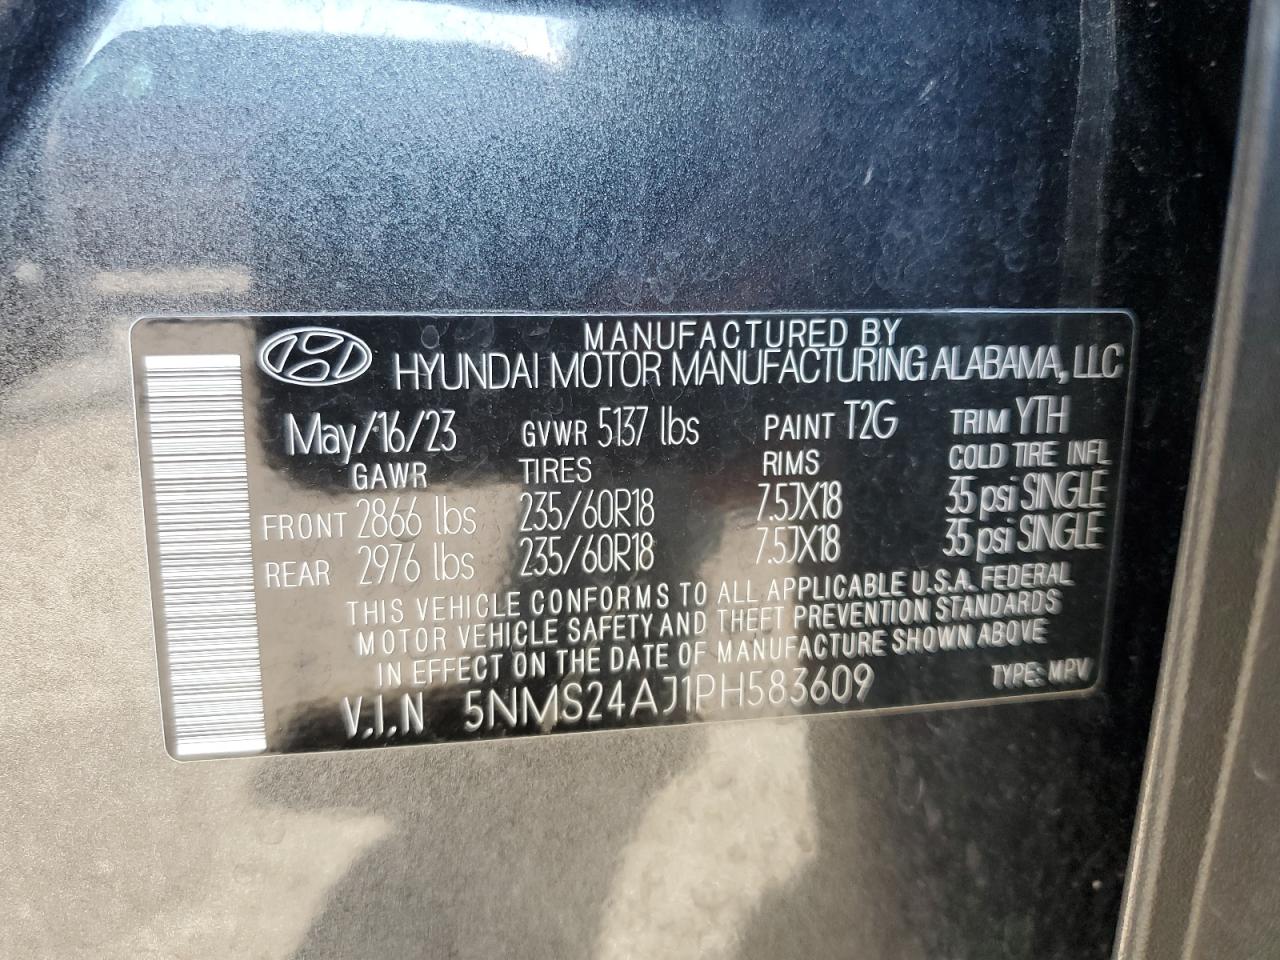 MANUFACTURED BY
HYUNDAI MOTOR MANUFACTURING ALABAMA, LLC
May/16/23 GVWR 5137 lbs PAINT T2G TRIM YTH
GAWR TIRES RIMS COLD TIRE INFL
FRONT 2866 lbs 235/60R18 7.5JX18 35 psi SINGLE
REAR 2976 lbs 235/60R18 7.5JX18 35 psi SINGLE
THIS VEHICLE CONFORMS TO ALL APPLICABLE U.S.A. FEDERAL
MOTOR VEHICLE SAFETY AND THEFT PREVENTION STANDARDS
IN EFFECT ON THE DATE OF MANUFACTURE SHOWN ABOVE
V.I.N 5NMS24AJ1PH583609 TYPE: MPV